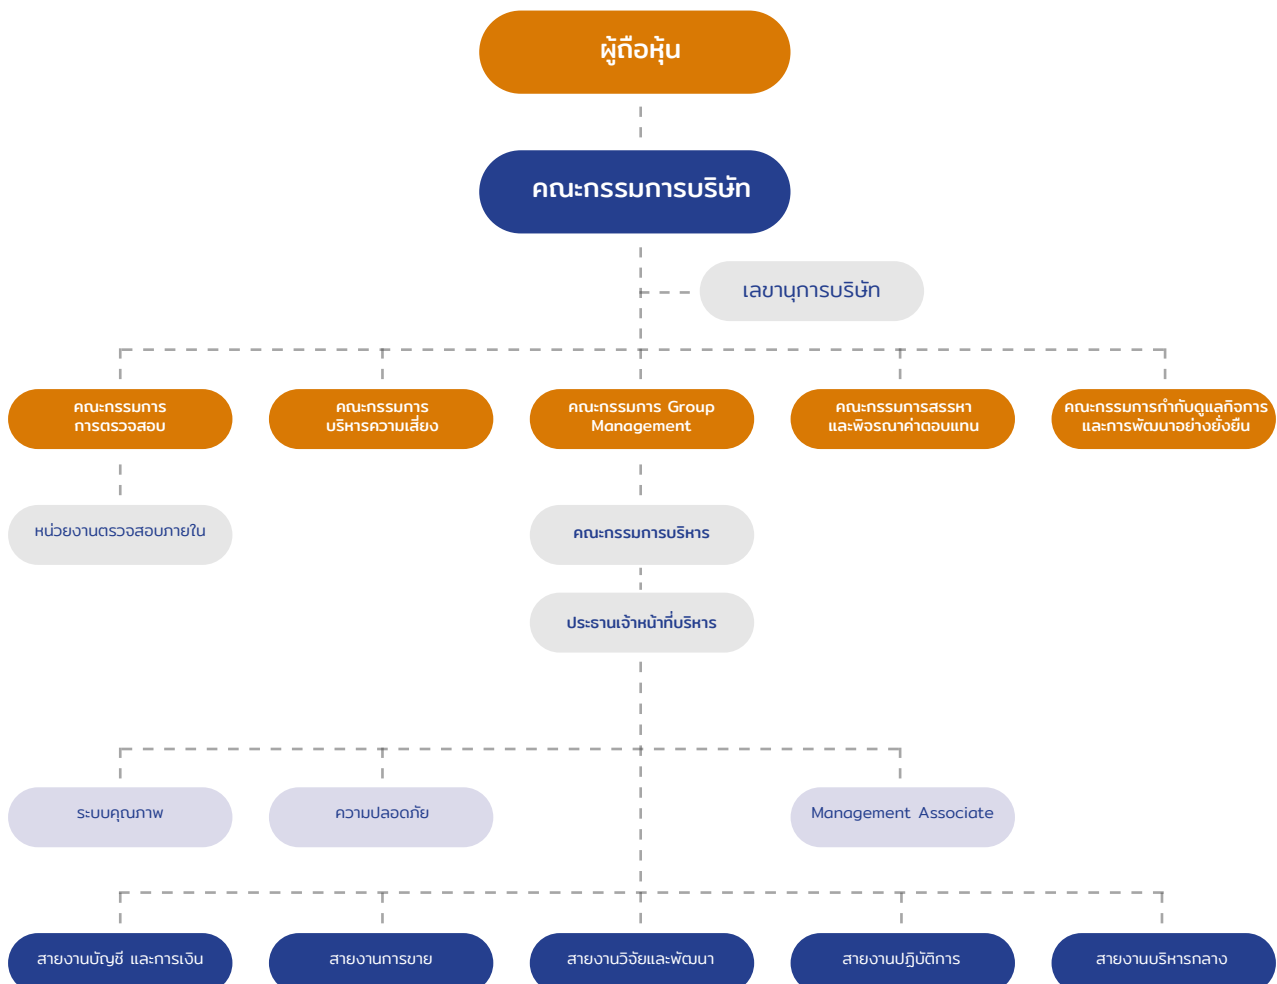 ผู้ถือหุ้น
คณะกรรมการบริษัท
เลขานุการบริษัท
คณะกรรมการ
การตรวจสอบ
คณะกรรมการ
บริหารความเสี่ยง
คณะกรรมการ Group
Management
คณะกรรมการสรรหา
และพิจรณาค่าตอบแทน
คณะกรรมการกำกับดูแลกิจการ
และการพัฒนาอย่างยั่งยืน
หน่วยงานตรวจสอบภายใน
คณะกรรมการบริหาร
ประธานเจ้าหน้าที่บริหาร
ระบบคุณภาพ
ความปลอดภัย
Management Associate
สายงานบัญชี และการเงิน
สายงานการขาย
สายงานวิจัยและพัฒนา
สายงานปฏิบัติการ
สายงานบริหารกลาง